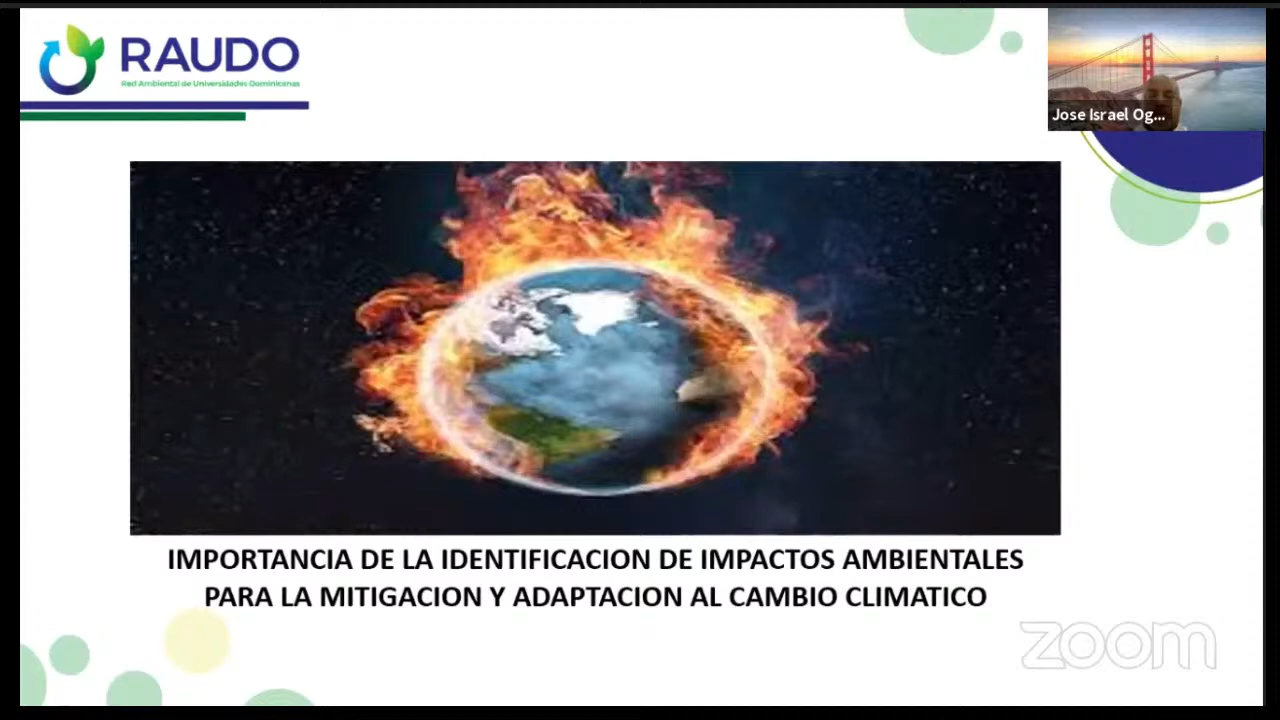 RAUDO
Red Ambiental de Universidades Dominicanas
Jose Israel Og...
IMPORTANCIA DE LA IDENTIFICACION DE IMPACTOS AMBIENTALES
PARA LA MITIGACION Y ADAPTACION AL CAMBIO CLIMATICO
zoom